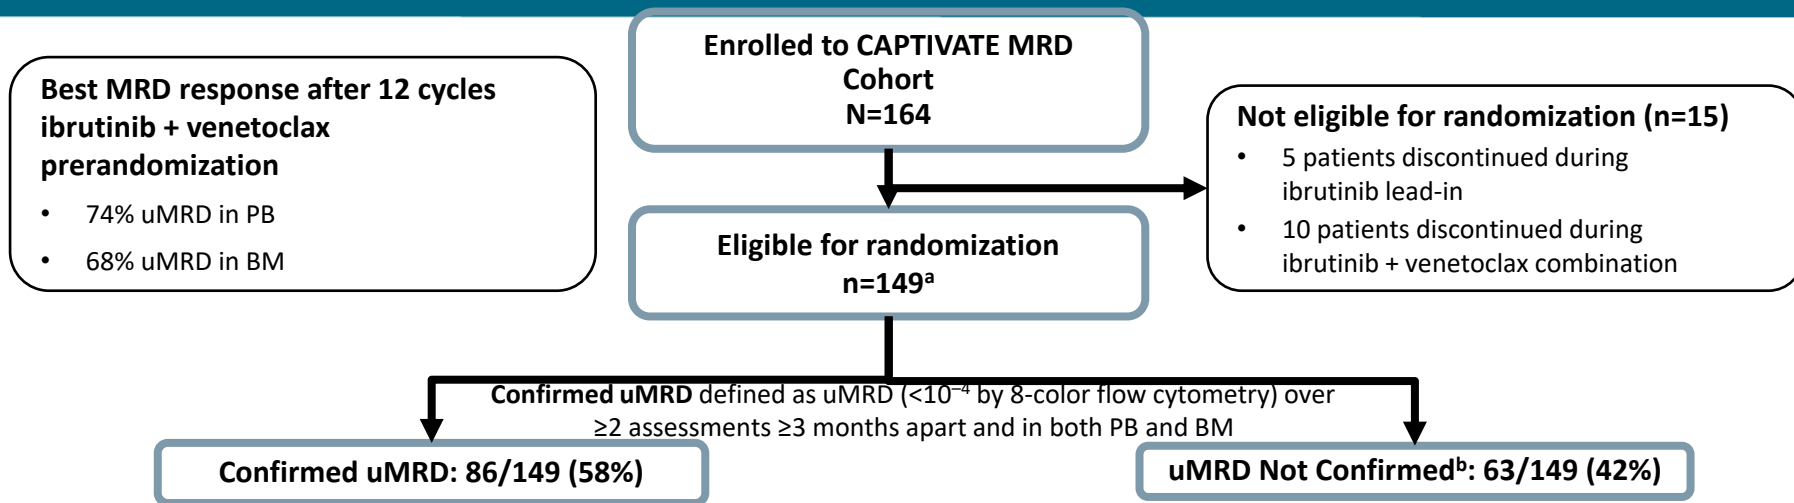 Enrolled to CAPTIVATE MRD
Cohort
N=164
Best MRD response after 12 cycles
ibrutinib + venetoclax
prerandomization
• 74% uMRD in PB
• 68% uMRD in BM
Not eligible for randomization (n=15)
• 5 patients discontinued during
ibrutinib lead-in
• 10 patients discontinued during
ibrutinib + venetoclax combination
Eligible for randomization
n=149ᵃ
Confirmed uMRD defined as uMRD (<10⁻⁴ by 8-color flow cytometry) over
≥2 assessments ≥3 months apart and in both PB and BM
Confirmed uMRD: 86/149 (58%)
uMRD Not Confirmedᵇ: 63/149 (42%)